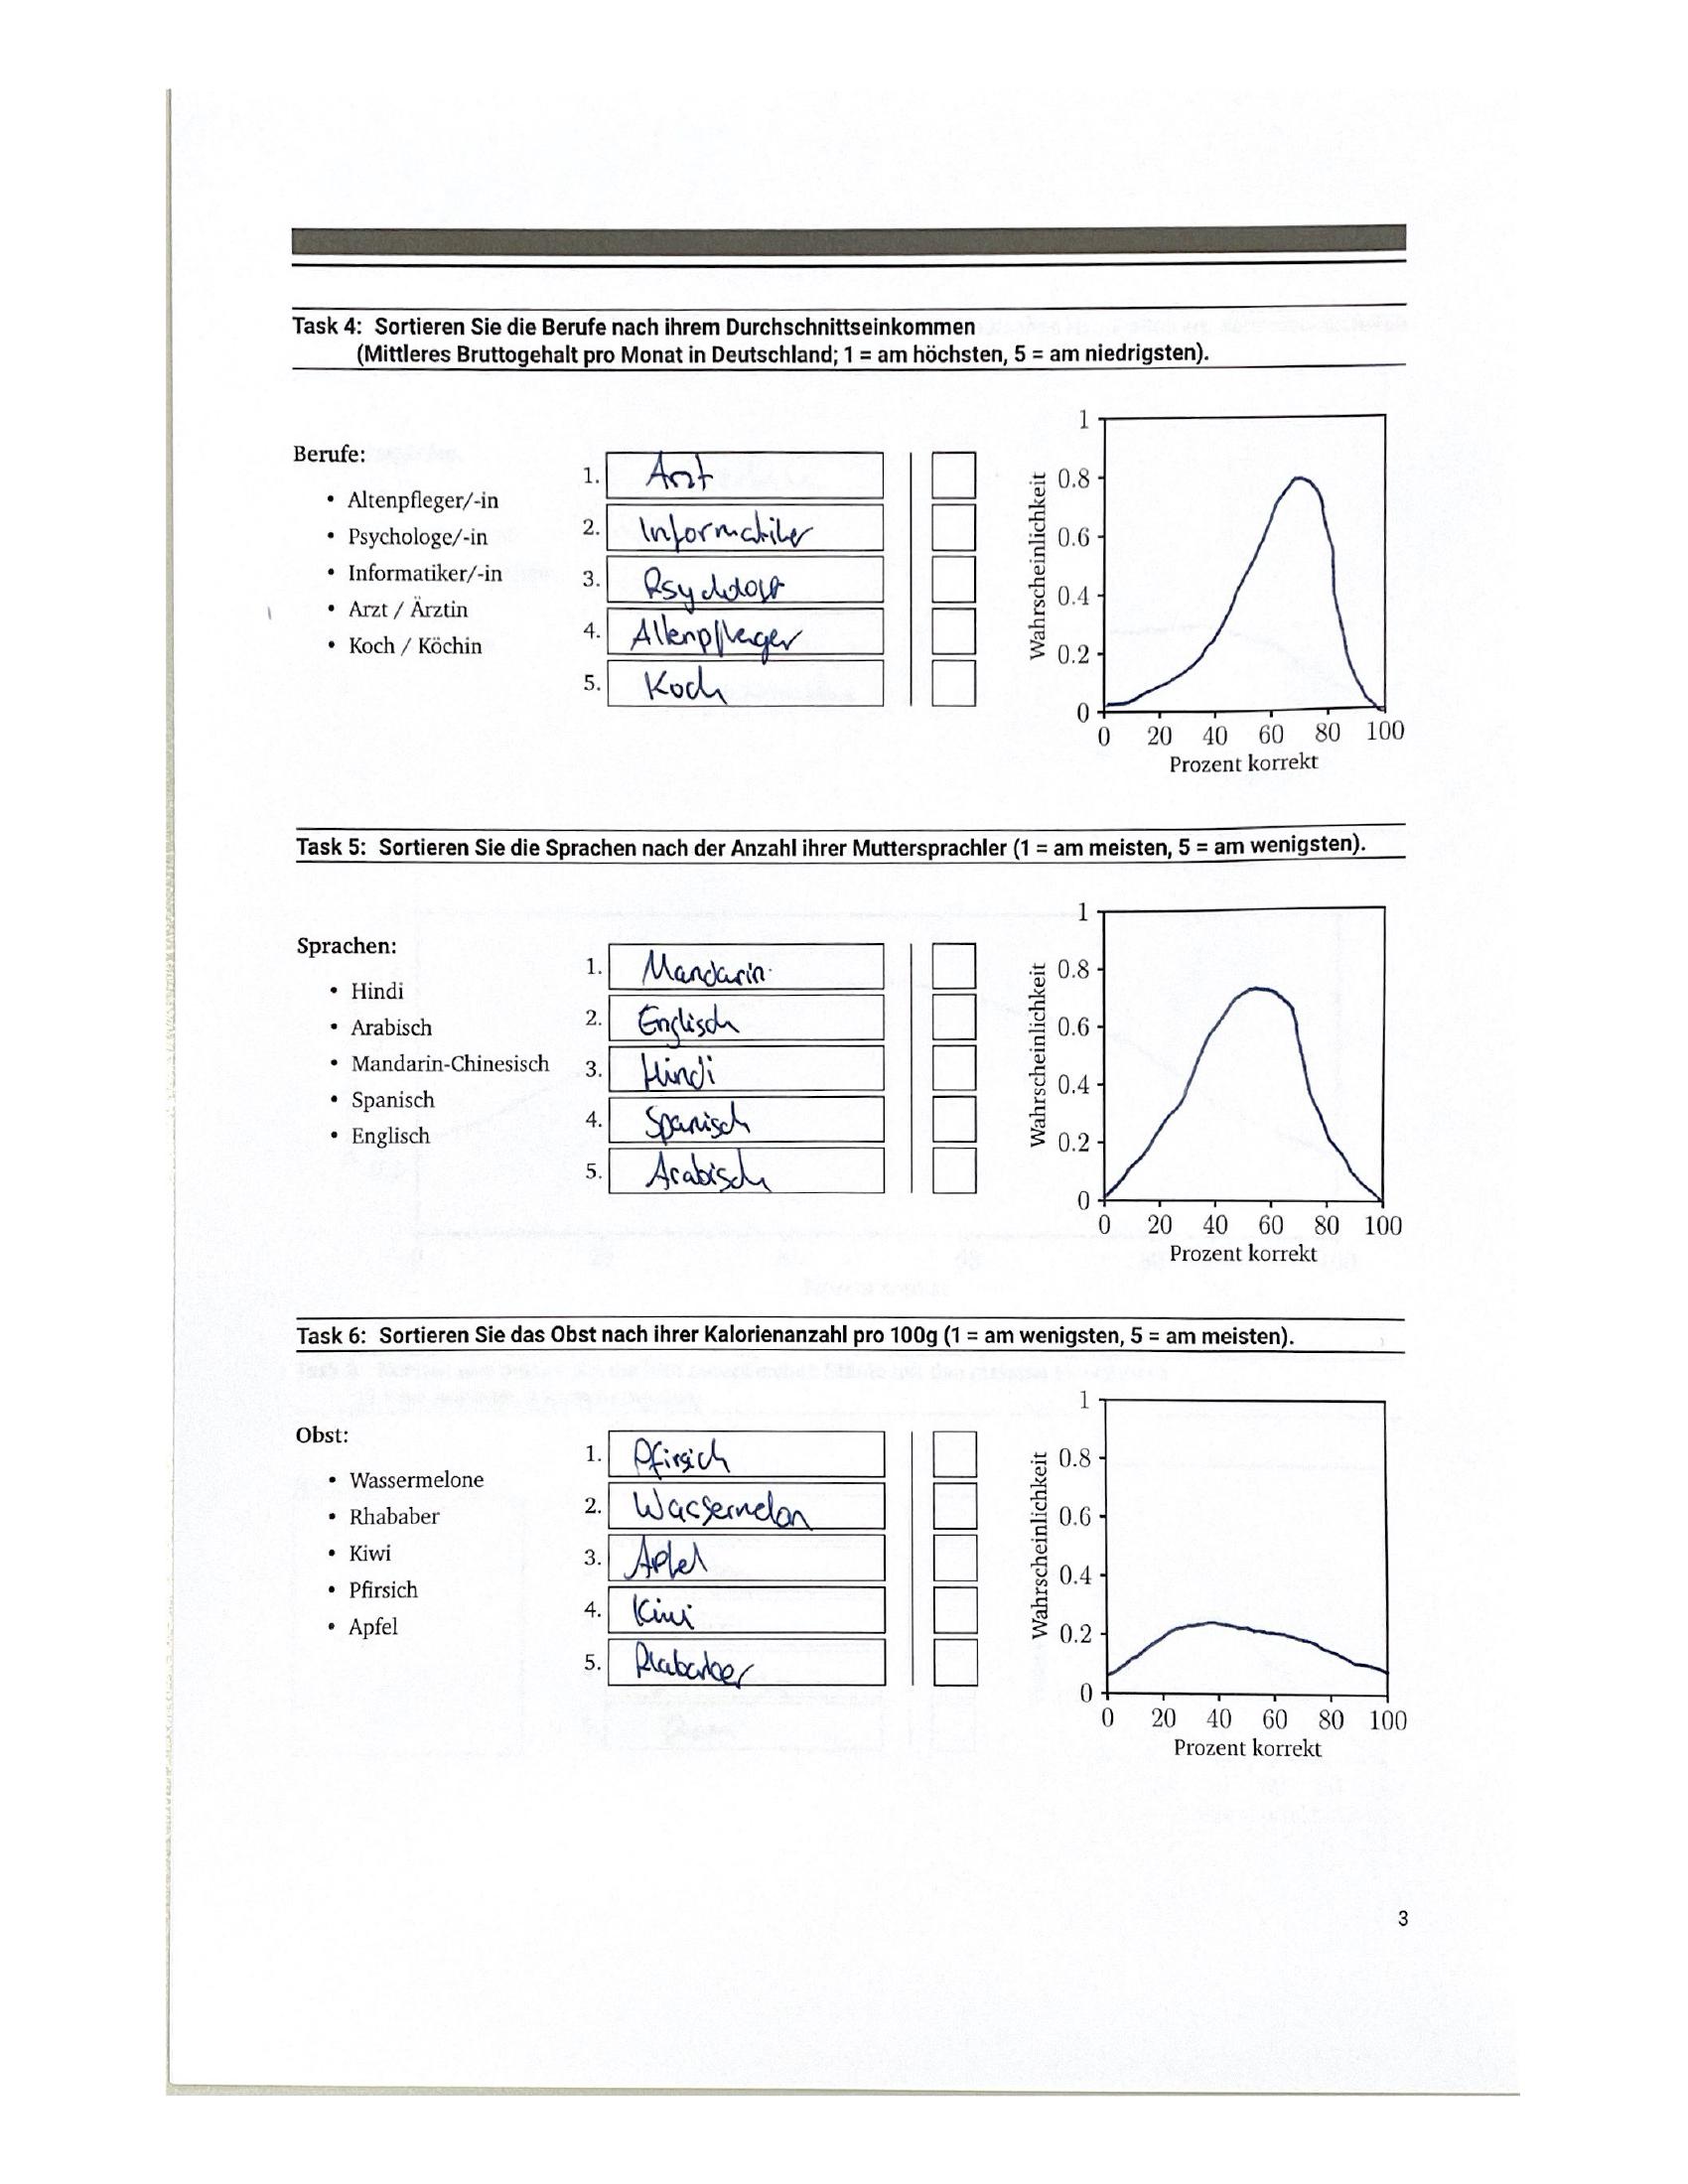 Task 4: Sortieren Sie die Berufe nach ihrem Durchschnittseinkommen
(Mittleres Bruttogehalt pro Monat in Deutschland; 1 = am höchsten, 5 = am niedrigsten).
Berufe:
• Altenpfleger/-in
• Psychologe/-in
• Informatiker/-in
• Arzt / Ärztin
• Koch / Köchin
1. Arzt
2. Informatiker
3. Psychologe
4. Altenpfleger
5. Koch
Wahrscheinlichkeit
1
0.8
0.6
0.4
0.2
0
0 20 40 60 80 100
Prozent korrekt
Task 5: Sortieren Sie die Sprachen nach der Anzahl ihrer Muttersprachler (1 = am meisten, 5 = am wenigsten).
Sprachen:
• Hindi
• Arabisch
• Mandarin-Chinesisch
• Spanisch
• Englisch
1. Mandarin
2. Englisch
3. Hindi
4. Spanisch
5. Arabisch
Wahrscheinlichkeit
1
0.8
0.6
0.4
0.2
0
0 20 40 60 80 100
Prozent korrekt
Task 6: Sortieren Sie das Obst nach ihrer Kalorienanzahl pro 100g (1 = am wenigsten, 5 = am meisten).
Obst:
• Wassermelone
• Rhababer
• Kiwi
• Pfirsich
• Apfel
1. Pfirsich
2. Wassermelon
3. Apfel
4. Kiwi
5. Rhabarber
Wahrscheinlichkeit
1
0.8
0.6
0.4
0.2
0
0 20 40 60 80 100
Prozent korrekt
3